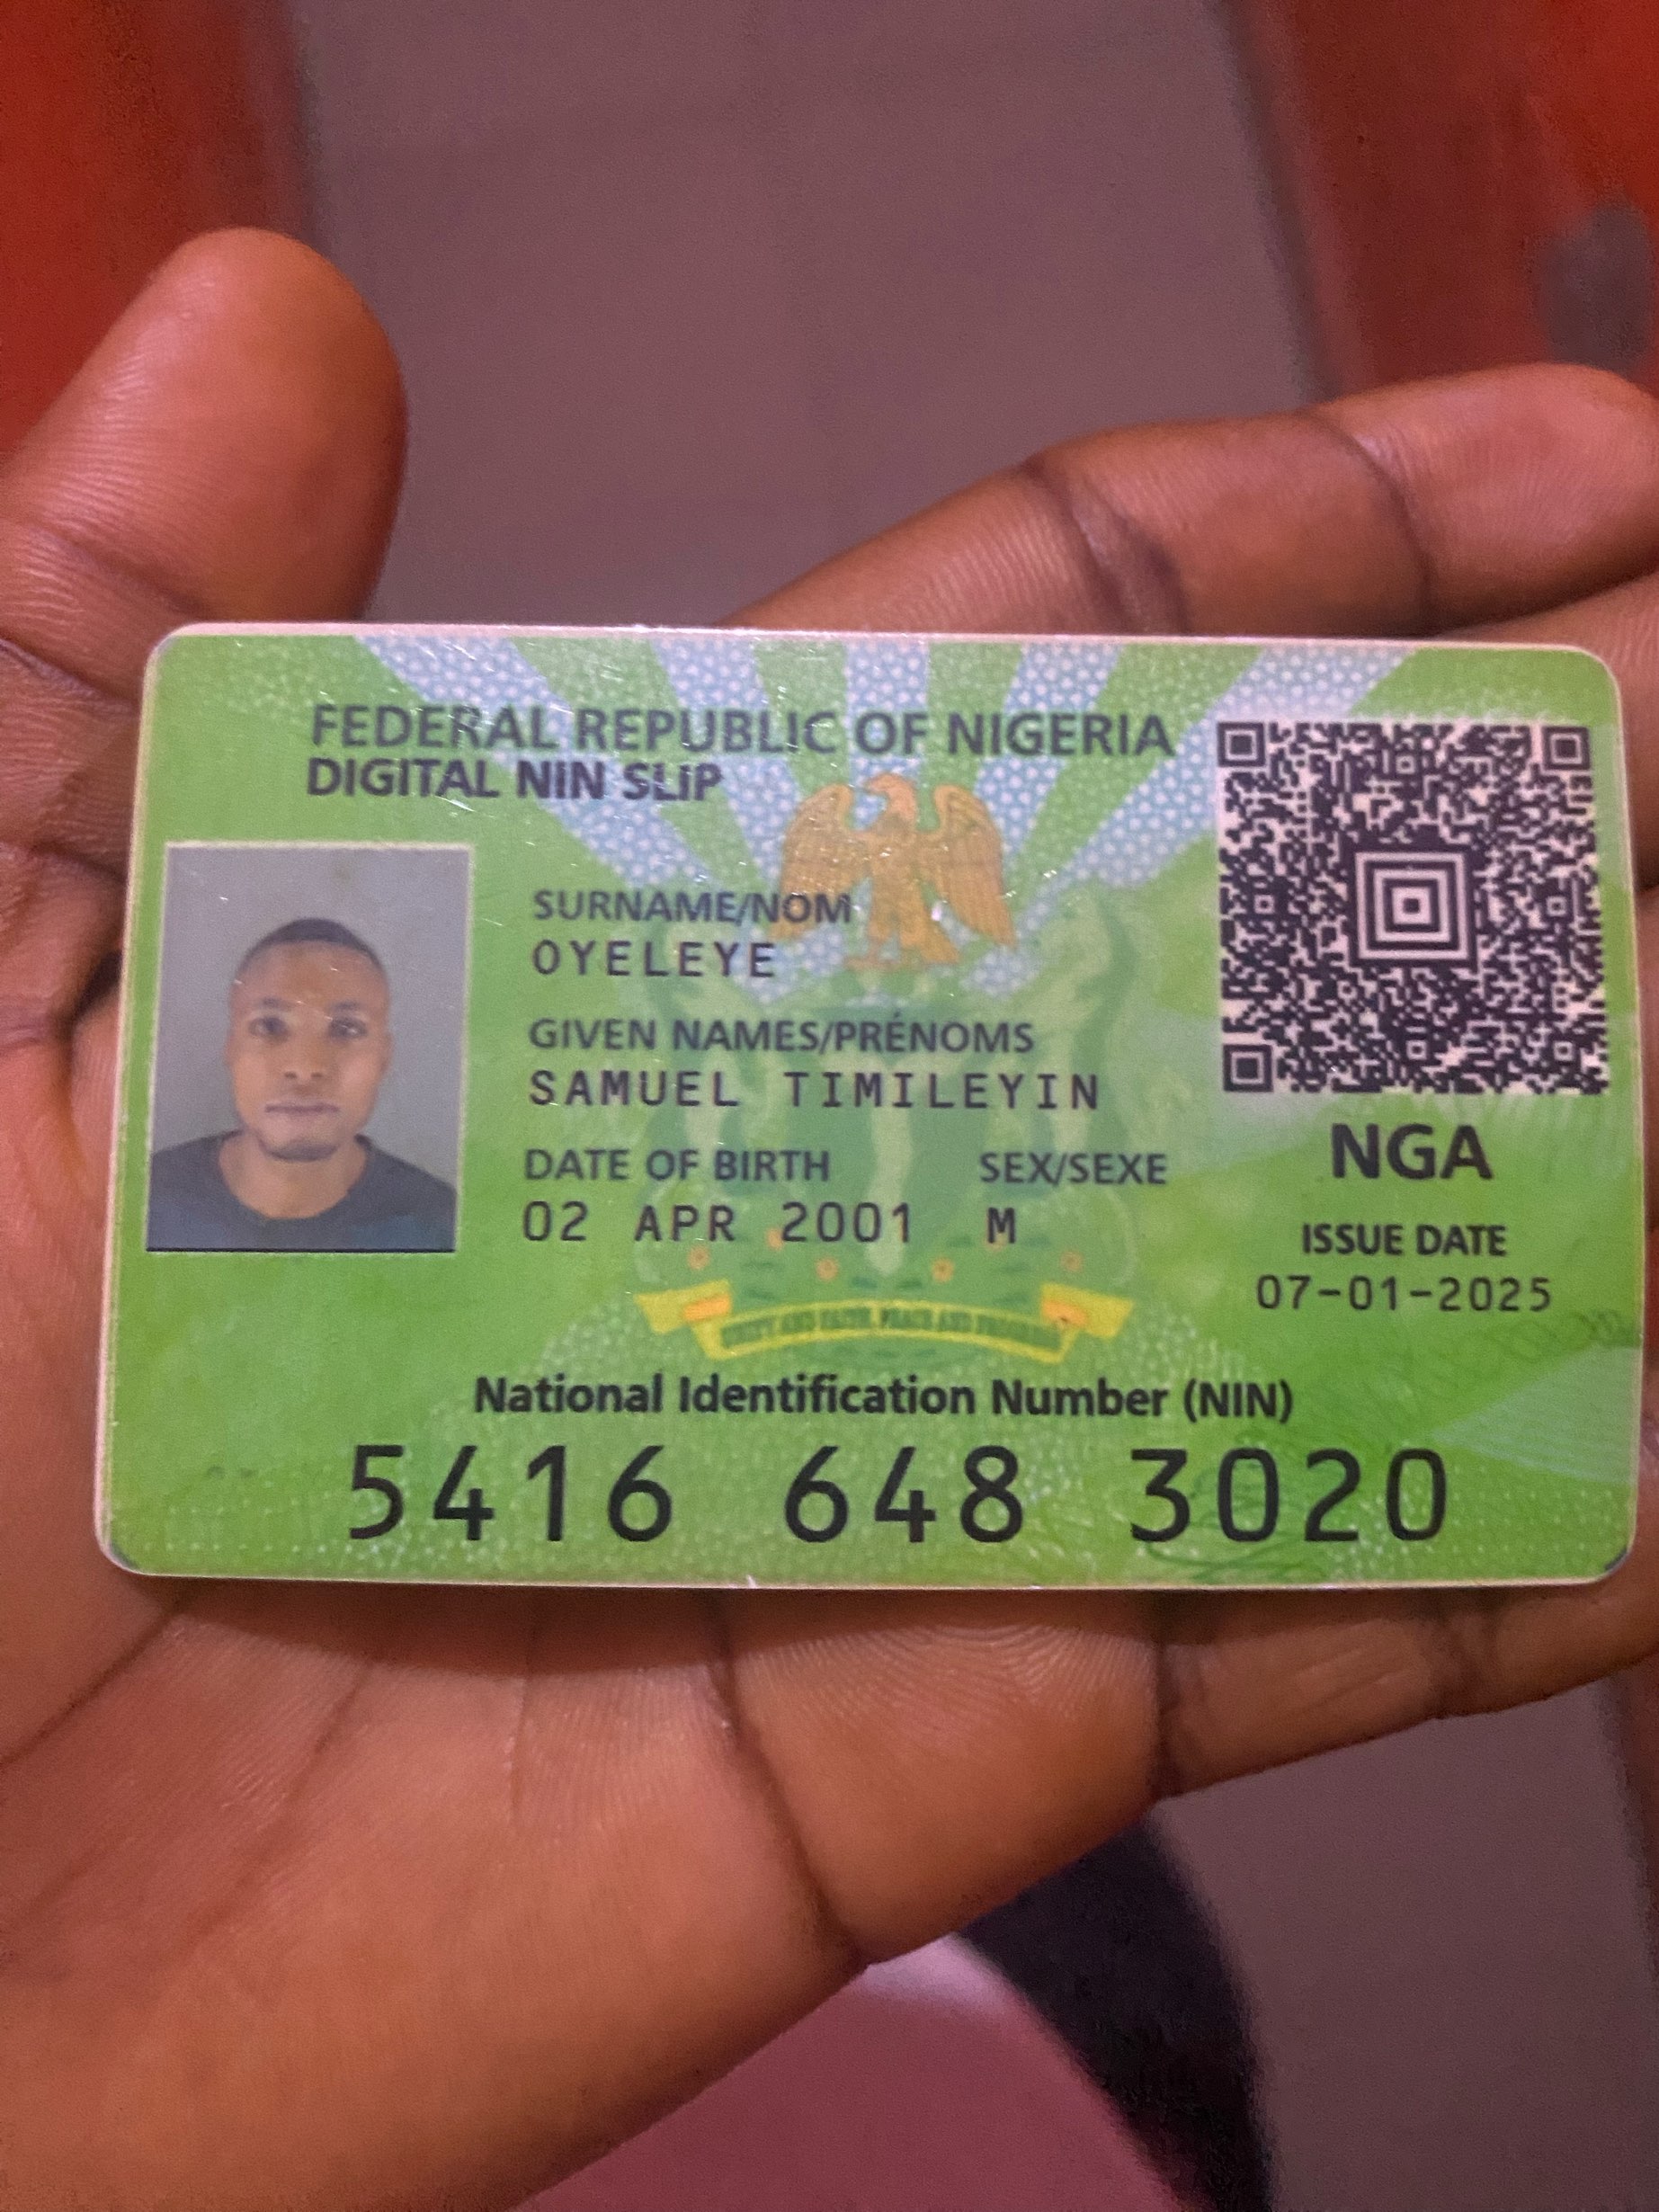 FEDERAL REPUBLIC OF NIGERIA
DIGITAL NIN SLIP
SURNAME/NOM
OYELEYE
GIVEN NAMES/PRÉNOMS
SAMUEL TIMILEYIN
DATE OF BIRTH SEX/SEXE
02 APR 2001 M
NGA
ISSUE DATE
07-01-2025
UNITY AND FAITH, PEACE AND PROGRESS
National Identification Number (NIN)
5416 648 3020